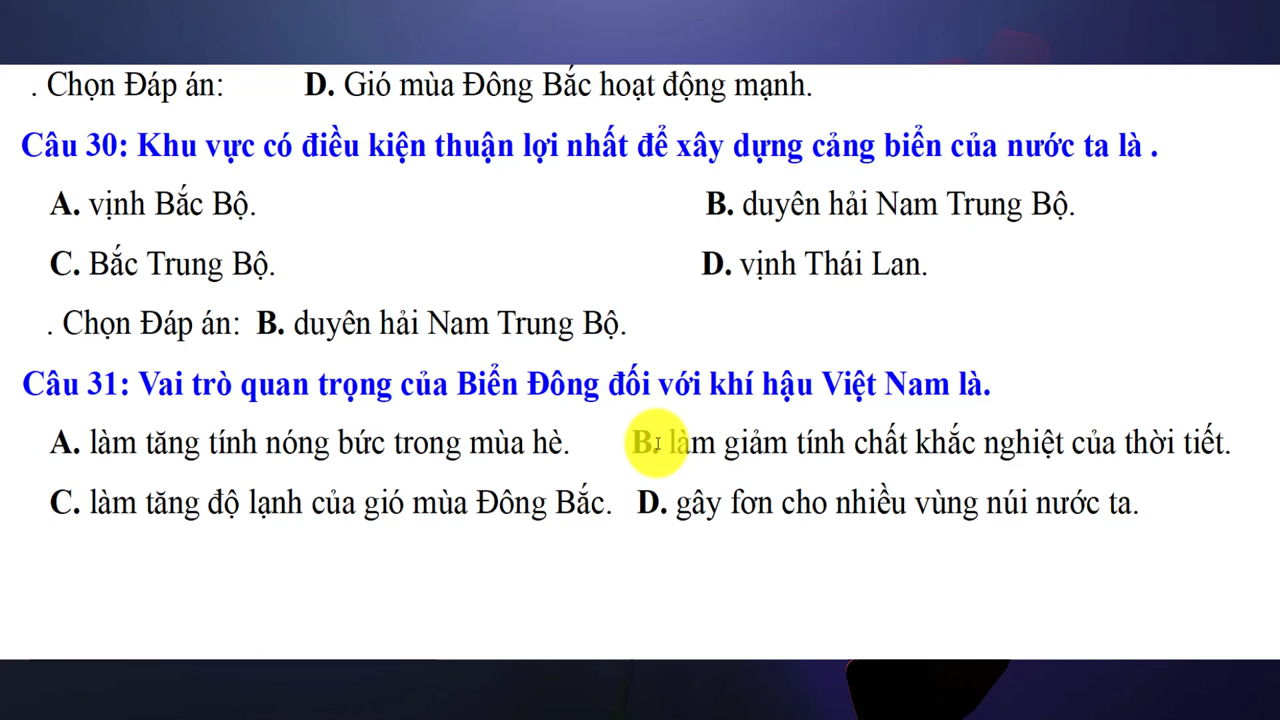 . Chọn Đáp án: D. Gió mùa Đông Bắc hoạt động mạnh.
Câu 30: Khu vực có điều kiện thuận lợi nhất để xây dựng cảng biển của nước ta là .
A. vịnh Bắc Bộ. B. duyên hải Nam Trung Bộ.
C. Bắc Trung Bộ. D. vịnh Thái Lan.
. Chọn Đáp án: B. duyên hải Nam Trung Bộ.
Câu 31: Vai trò quan trọng của Biển Đông đối với khí hậu Việt Nam là.
A. làm tăng tính nóng bức trong mùa hè. B. làm giảm tính chất khắc nghiệt của thời tiết.
C. làm tăng độ lạnh của gió mùa Đông Bắc. D. gây fơn cho nhiều vùng núi nước ta.